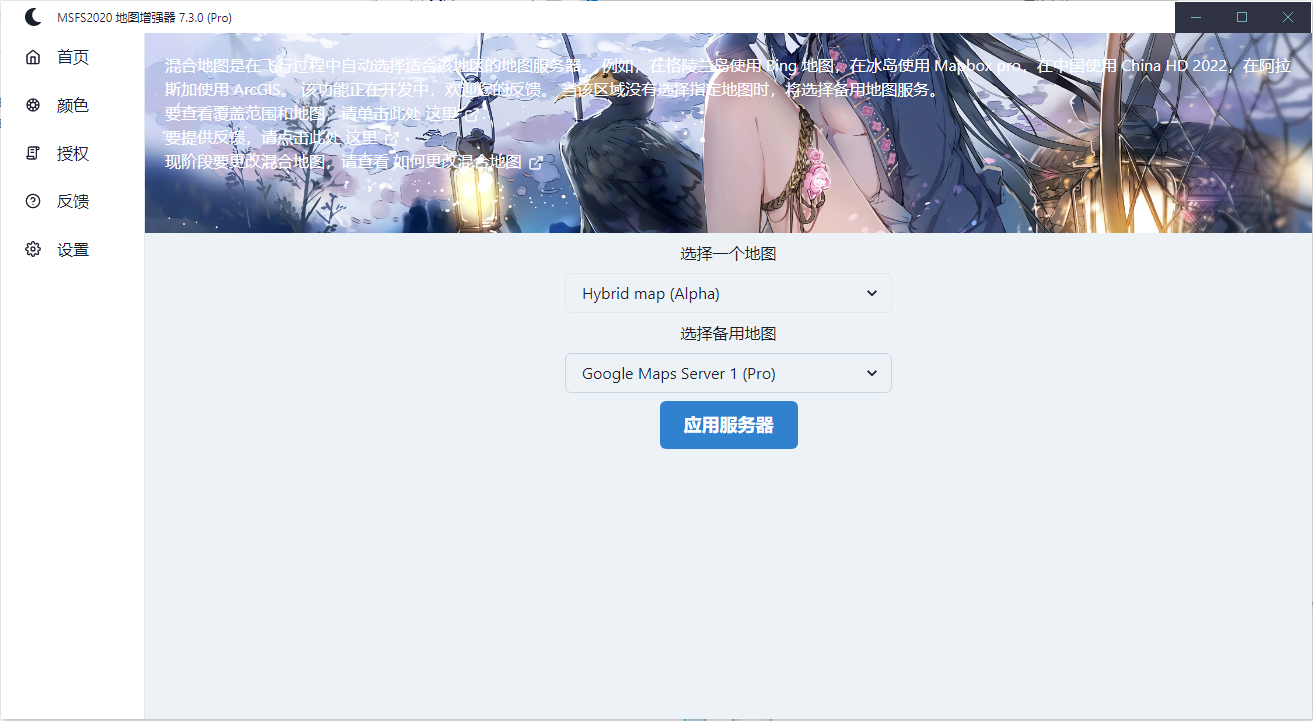 MSFS2020 地图增强器 7.3.0 (Pro)
首页
颜色
授权
反馈
设置
混合地图是在飞行过程中自动选择适合该地区的地图服务器。 例如，在格陵兰岛使用 Bing 地图，在冰岛使用 Mapbox pro，在中国使用 China HD 2022，在阿拉
斯加使用 ArcGIS。 该功能正在开发中，欢迎您的反馈。 当该区域没有选择指定地图时，将选择备用地图服务。
要查看覆盖范围和地图，请单击此处 这里 .
要提供反馈，请点击此处 这里 .
现阶段要更改混合地图，请查看 如何更改混合地图
选择一个地图
Hybrid map (Alpha)
选择备用地图
Google Maps Server 1 (Pro)
应用服务器